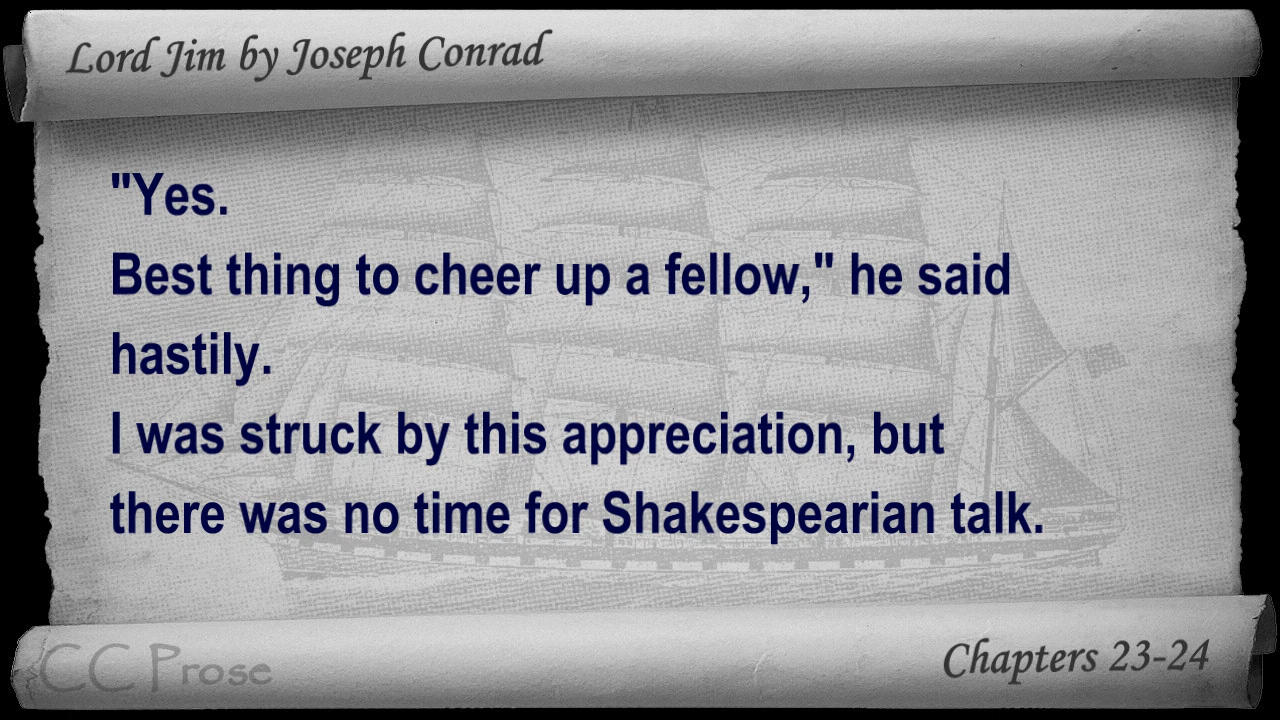 Lord Jim by Joseph Conrad
"Yes.
Best thing to cheer up a fellow," he said
hastily.
I was struck by this appreciation, but
there was no time for Shakespearian talk.
CC Prose
Chapters 23-24